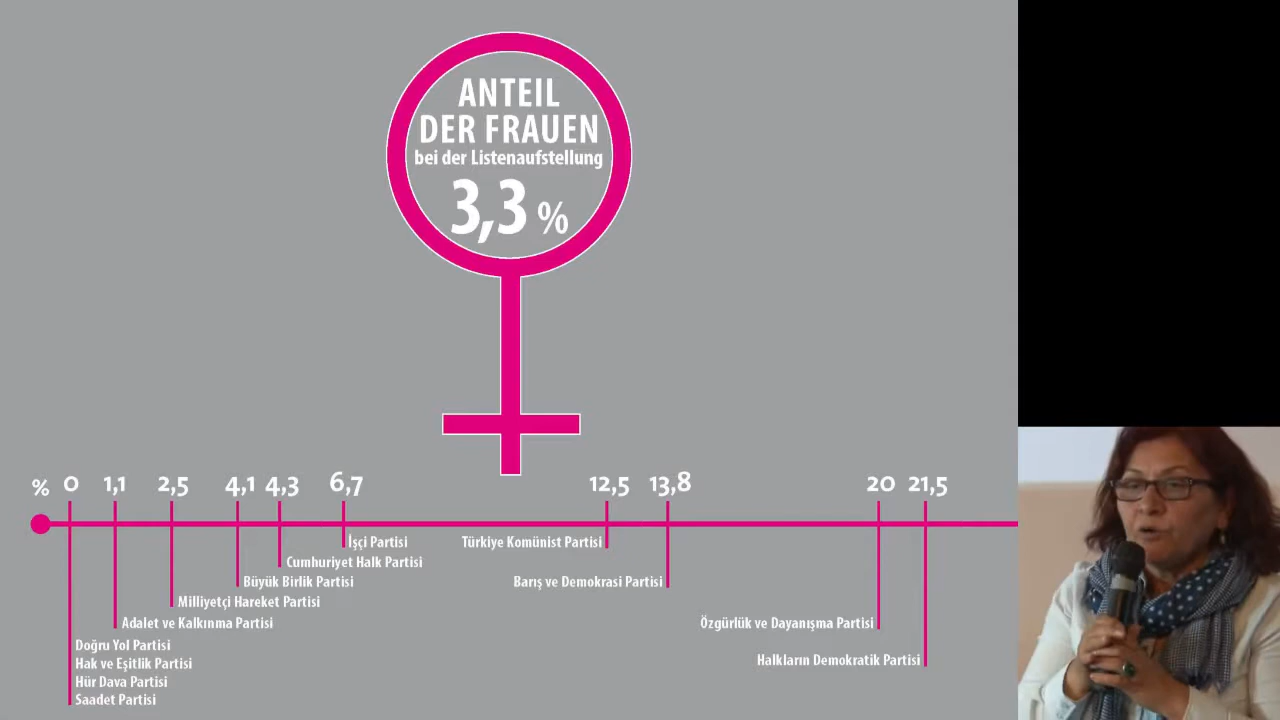 ANTEIL
DER FRAUEN
bei der Listenaufstellung
3,3 %
% 0 1,1 2,5 4,1 4,3 6,7 12,5 13,8 20 21,5
İşçi Partisi
Türkiye Komünist Partisi
Cumhuriyet Halk Partisi
Büyük Birlik Partisi
Barış ve Demokrasi Partisi
Milliyetçi Hareket Partisi
Adalet ve Kalkınma Partisi
Özgürlük ve Dayanışma Partisi
Doğru Yol Partisi
Hak ve Eşitlik Partisi
Halkların Demokratik Partisi
Hür Dava Partisi
Saadet Partisi